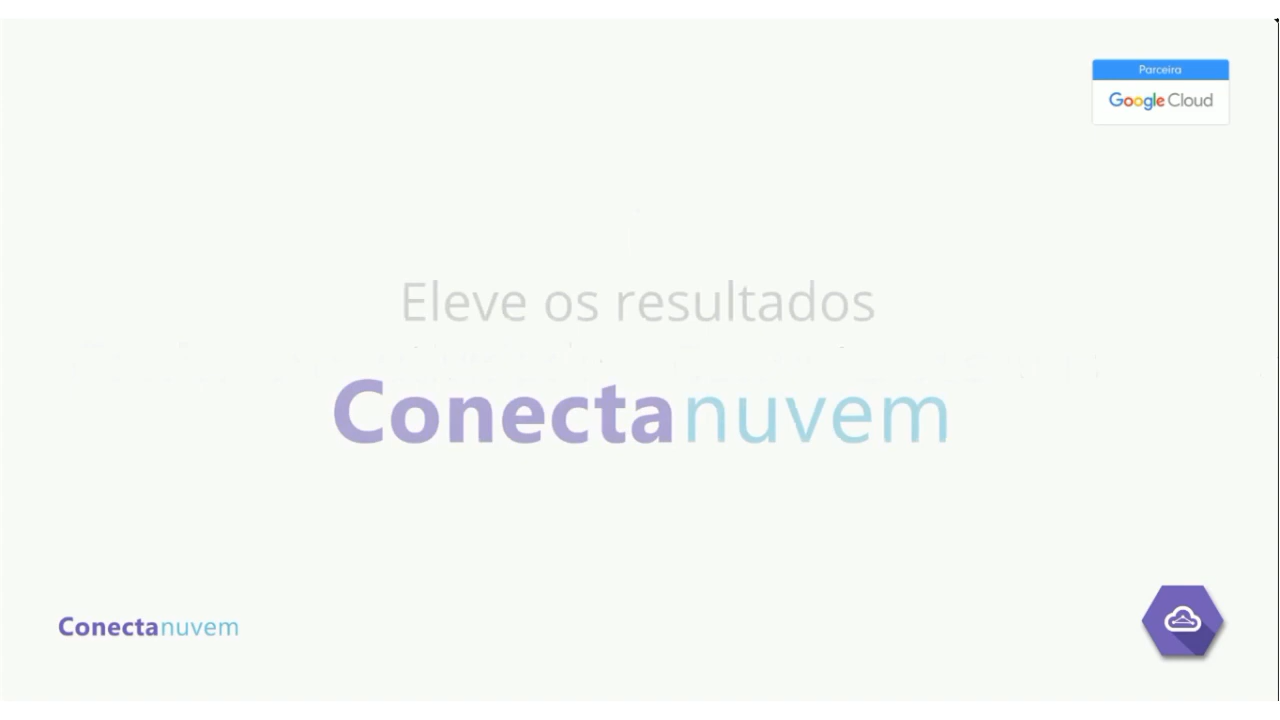 Parceira
Google Cloud
Eleve os resultados
Conectanuvem
Conectanuvem